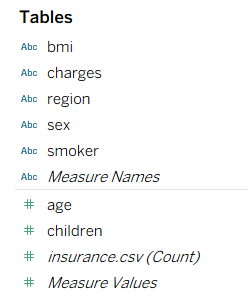 Tables
Abc bmi
Abc charges
Abc region
Abc sex
Abc smoker
Abc Measure Names
# age
# children
# insurance.csv (Count)
# Measure Values